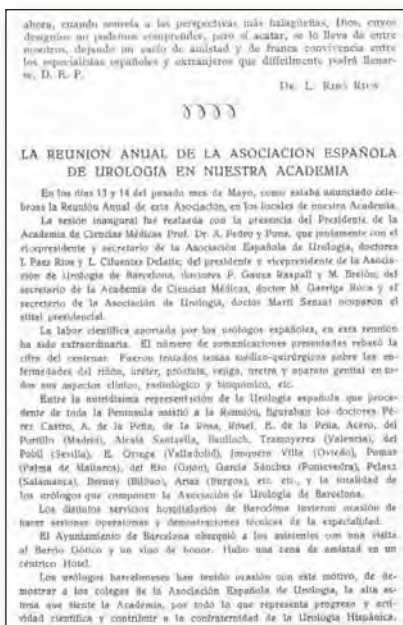 ahora, cuando sonreía a las perspectivas más halagüeñas, Dios, cuyos
designios no podemos comprender, pero sí acatar, se lo lleva de entre
nosotros, dejando un vacío de amistad y de franca convivencia entre
los especialistas españoles y extranjeros que difícilmente podrá llenar-
se, D. E. P.
Dr. L.
LA REUNION ANUAL DE LA ASOCIACION ESPAÑOLA
DE UROLOGIA EN NUESTRA ACADEMIA
En los días 13 y 14 del pasado mes de Mayo, como estaba anunciado cele-
bróse la Reunión Anual de esta Asociación, en los locales de nuestra Academia.
La sesión inaugural fué realzada con la presencia del Presidente de la
Academia de Ciencias Médicas Prof. Dr. A. Pedro y Pons, que juntamente con el
vicepresidente y secretario de la Asociación Española de Urología, doctores
I. Páez Ríos y L. Cifuentes Delatte; del presidente y vicepresidente de la Asocia-
ción de Urología de Barcelona, doctores P. Gausa Raspall y M. Bretón; del
secretario de la Academia de Ciencias Médicas, doctor M. Garriga Roca y el
secretario de la Asociación de Urología, doctor Martí Sensat ocuparon el
sitial presidencial.
La labor científica aportada por los urólogos españoles, en esta reunión
ha sido extraordinaria. El número de comunicaciones presentadas rebasó la
cifra del centenar. Fueron tratados temas médico-quirúrgicos sobre las en-
fermedades del riñón, uréter, próstata, vejiga, uretra y aparato genital en to-
dos sus aspectos clínico, radiológico y bioquímico, etc.
Entre la nutridísima representación de la Urología española que proce-
dente de toda la Península asistió a la Reunión, figuraban los doctores Pé-
rez Castro, A. de la Peña, de la Rosa, E. de la Peña, Acero, del
Portillo (Madrid), Alcalá Santaella, Tramoyeres (Valencia), del
Pobil (Sevilla), E. Ortega (Valladolid), Junquera Villa (Oviedo), Pomar
(Palma de Mallorca), del Río (Gijón), García Sánchez (Pontevedra), Peláez
(Salamanca), (Bilbao), Arias (Burgos), etc. etc., y la totalidad de
los urólogos que componen la Asociación de Urología de Barcelona.
Los distintos servicios hospitalarios de Barcelona tuvieron ocasión de
hacer sesiones operatorias y demostraciones técnicas de la especialidad.
El Ayuntamiento de Barcelona obsequió a los asistentes con una visita
al Barrio Gótico y un vino de honor. Hubo una cena de amistad en un
céntrico Hotel.
Los urólogos barceloneses han tenido ocasión con este motivo, de de-
mostrar a los colegas de la Asociación Española de Urología, la alta es-
tima que siente la Academia, por todo lo que representa progreso y acti-
vidad científica y contribuir a la confraternidad de la Urología Hispánica.